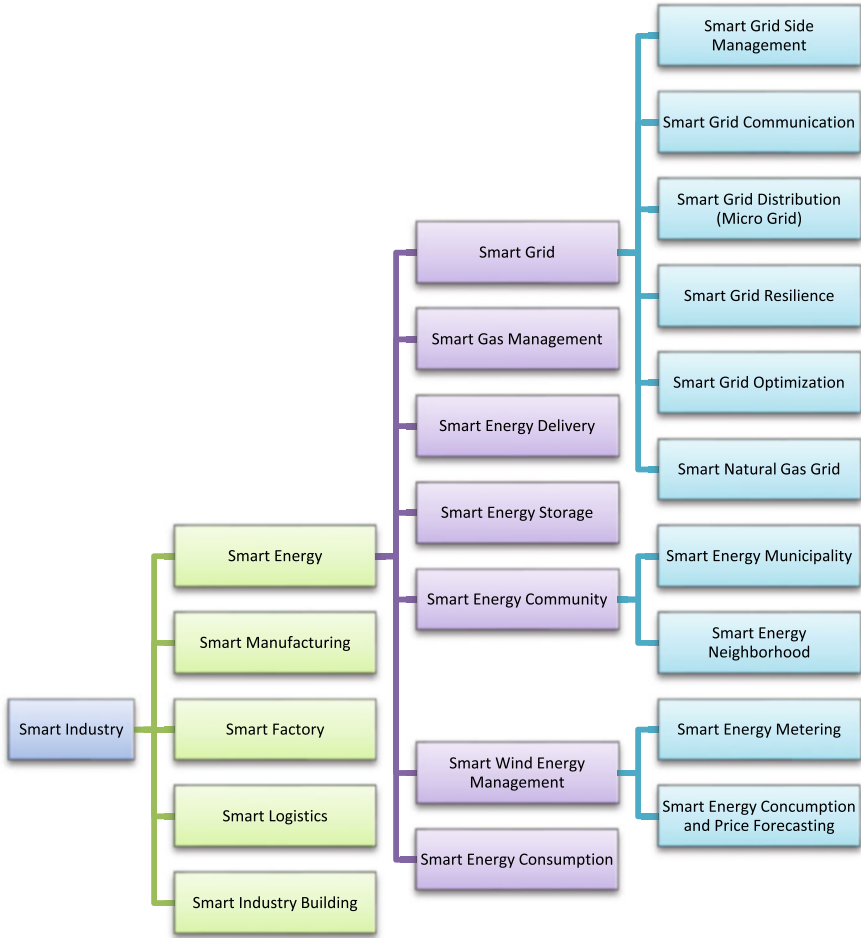 Smart Industry
Smart Energy
Smart Manufacturing
Smart Factory
Smart Logistics
Smart Industry Building
Smart Grid
Smart Gas Management
Smart Energy Delivery
Smart Energy Storage
Smart Energy Community
Smart Wind Energy
Management
Smart Energy Consumption
Smart Grid Side
Management
Smart Grid Communication
Smart Grid Distribution
(Micro Grid)
Smart Grid Resilience
Smart Grid Optimization
Smart Natural Gas Grid
Smart Energy Municipality
Smart Energy
Neighborhood
Smart Energy Metering
Smart Energy Concumption
and Price Forecasting